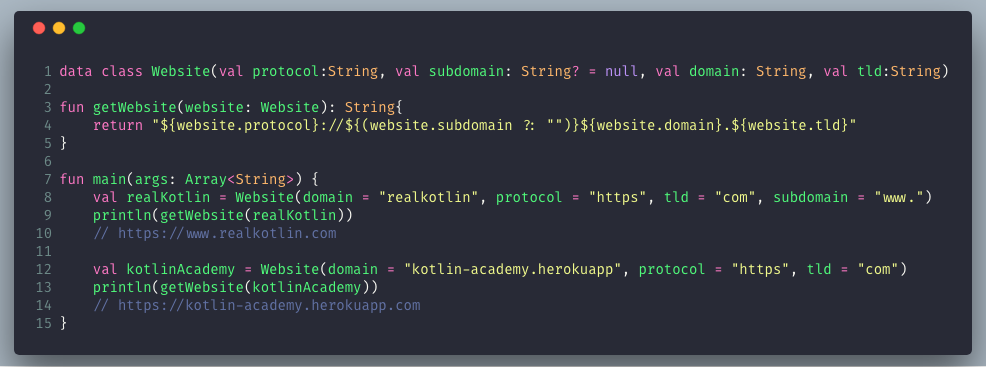 1 data class Website(val protocol:String, val subdomain: String? = null, val domain: String, val tld:String)
2
3 fun getWebsite(website: Website): String{
4     return "${website.protocol}://${(website.subdomain ?: "")}${website.domain}.${website.tld}"
5 }
6
7 fun main(args: Array<String>) {
8     val realKotlin = Website(domain = "realkotlin", protocol = "https", tld = "com", subdomain = "www.")
9     println(getWebsite(realKotlin))
10     // https://www.realkotlin.com
11
12     val kotlinAcademy = Website(domain = "kotlin-academy.herokuapp", protocol = "https", tld = "com")
13     println(getWebsite(kotlinAcademy))
14     // https://kotlin-academy.herokuapp.com
15 }